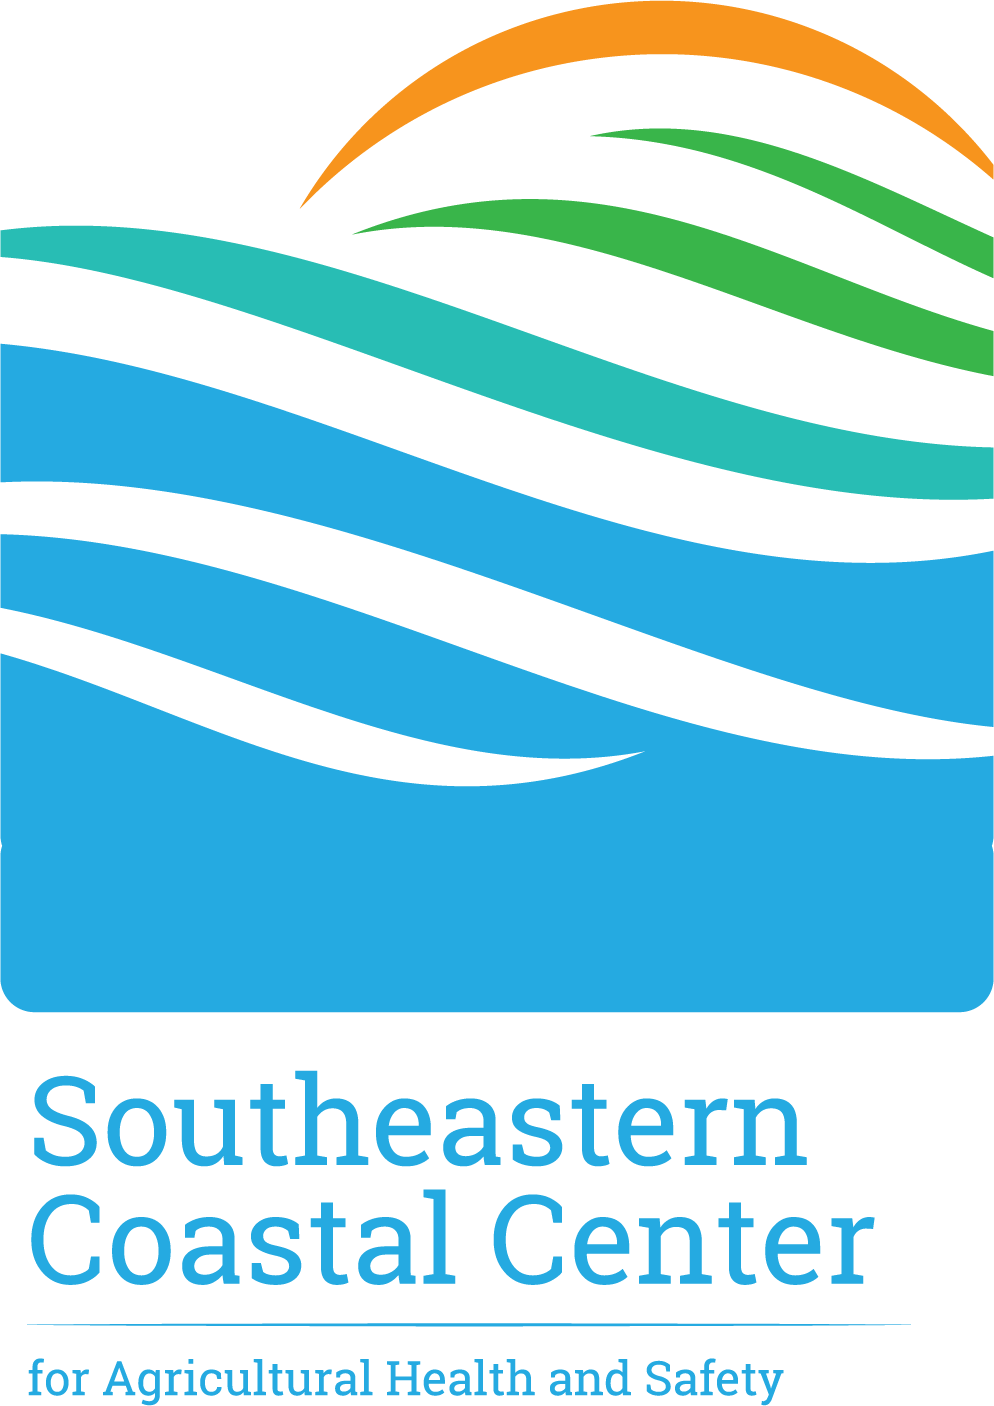 Southeastern
Coastal Center
for Agricultural Health and Safety